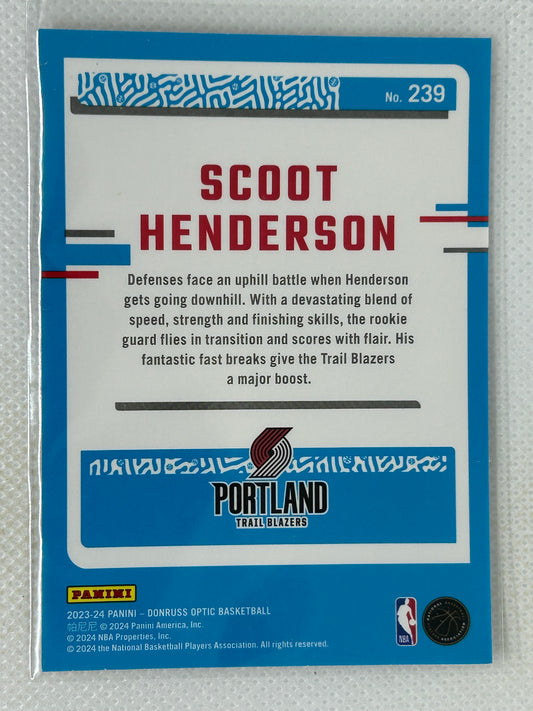 No. 239
SCOOT
HENDERSON
Defenses face an uphill battle when Henderson
gets going downhill. With a devastating blend of
speed, strength and finishing skills, the rookie
guard flies in transition and scores with flair. His
fantastic fast breaks give the Trail Blazers
a major boost.
PORTLAND
TRAIL BLAZERS
PANINI
2023-24 PANINI – DONRUSS OPTIC BASKETBALL
帕尼尼 © 2024 Panini America, Inc.
© 2024 NBA Properties, Inc.
© 2024 the National Basketball Players Association. All rights reserved.
NBA